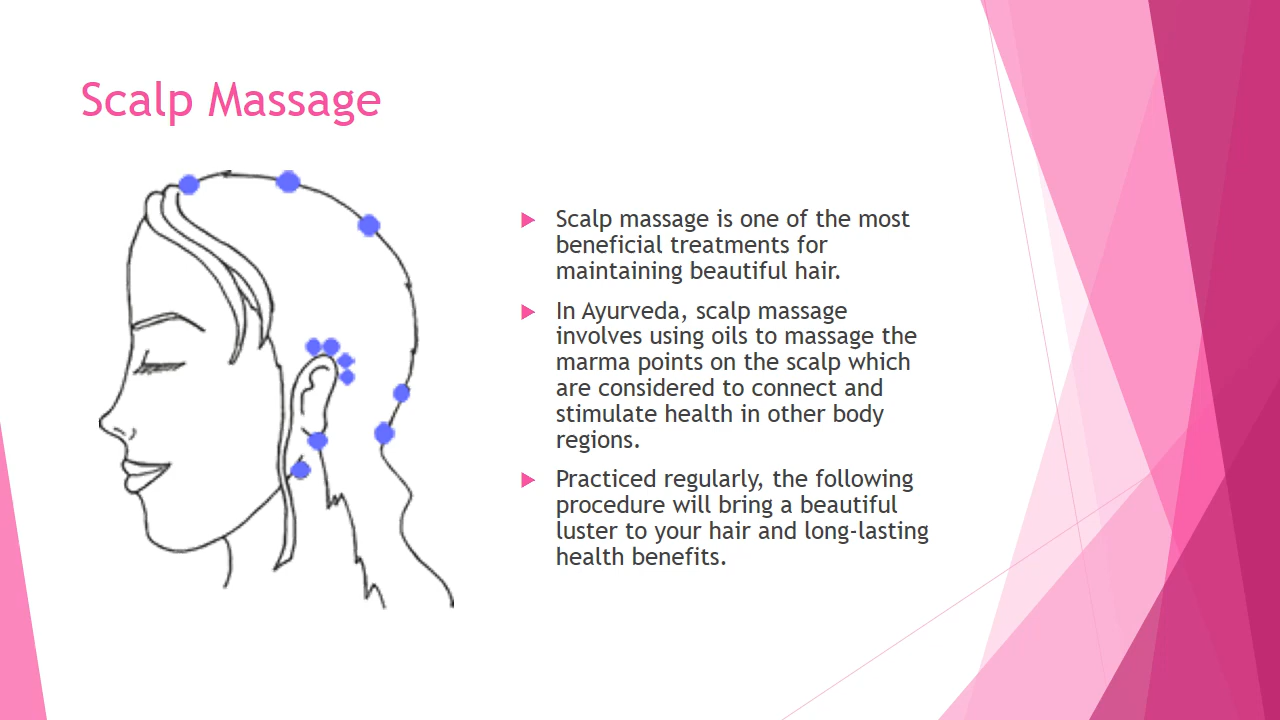 Scalp Massage
Scalp massage is one of the most
beneficial treatments for
maintaining beautiful hair.
In Ayurveda, scalp massage
involves using oils to massage the
marma points on the scalp which
are considered to connect and
stimulate health in other body
regions.
Practiced regularly, the following
procedure will bring a beautiful
luster to your hair and long-lasting
health benefits.